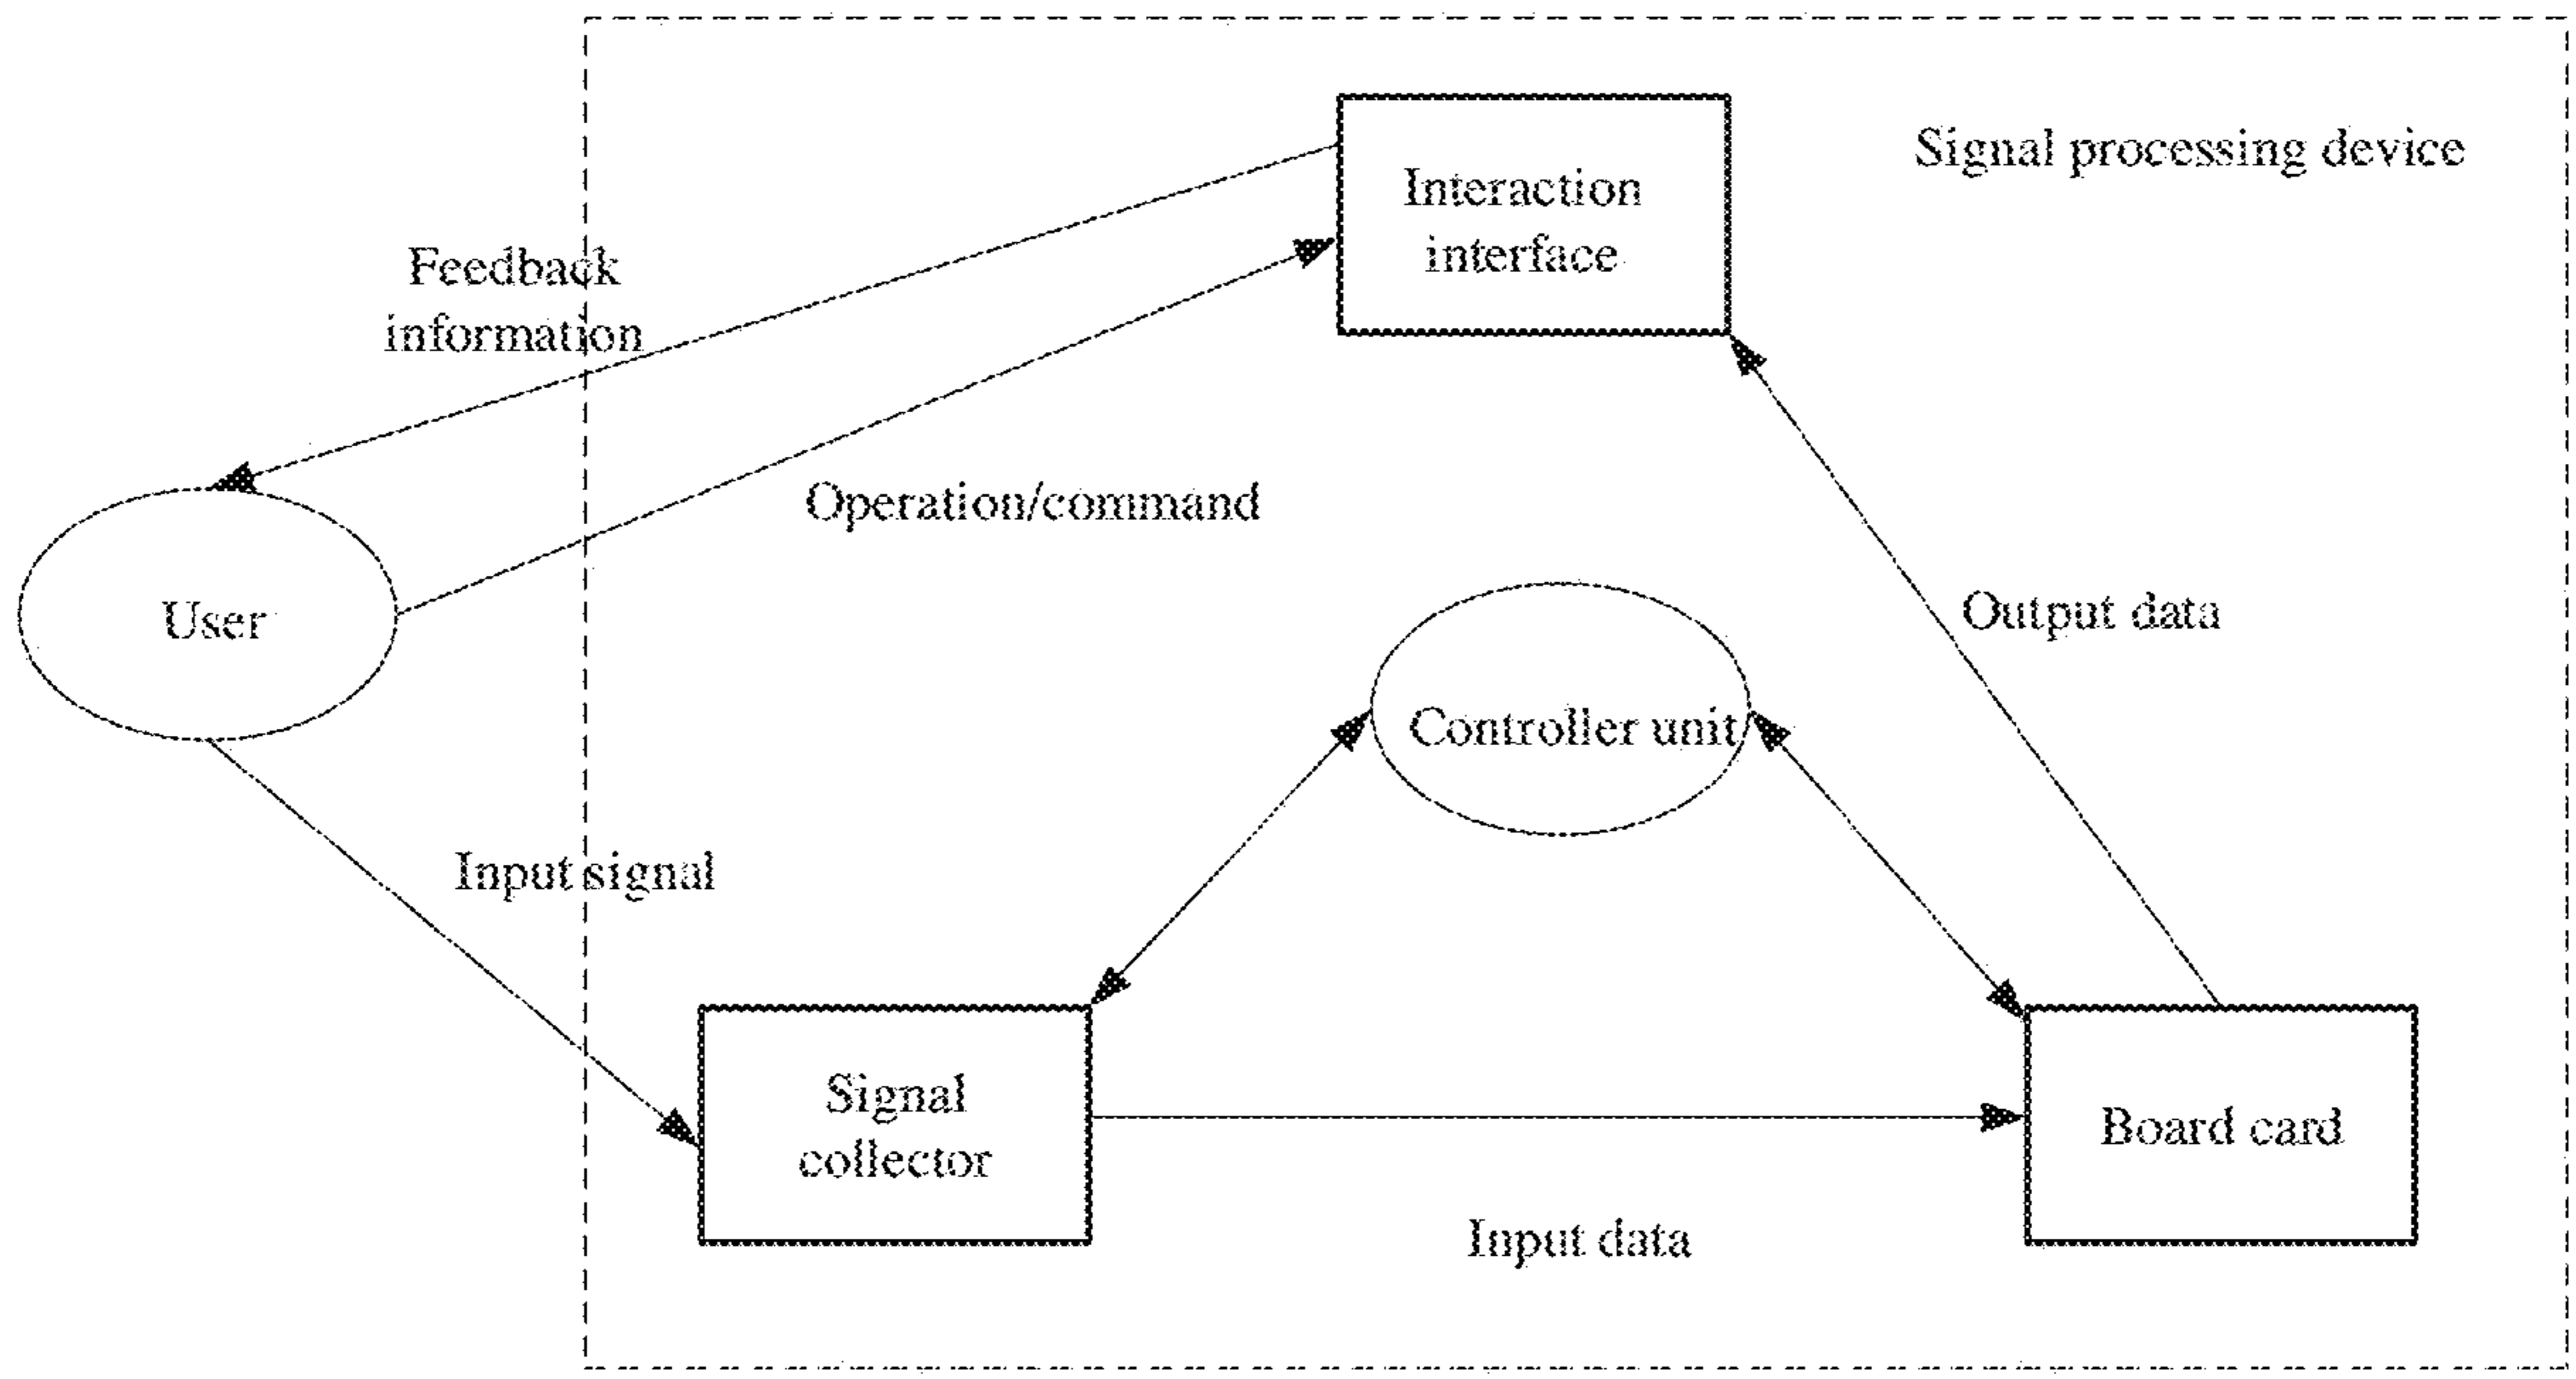 Interaction
interface
Signal processing device
Feedback
information
Operation/command
User
Output data
Controller unit
Input signal
Signal
collector
Board card
Input data